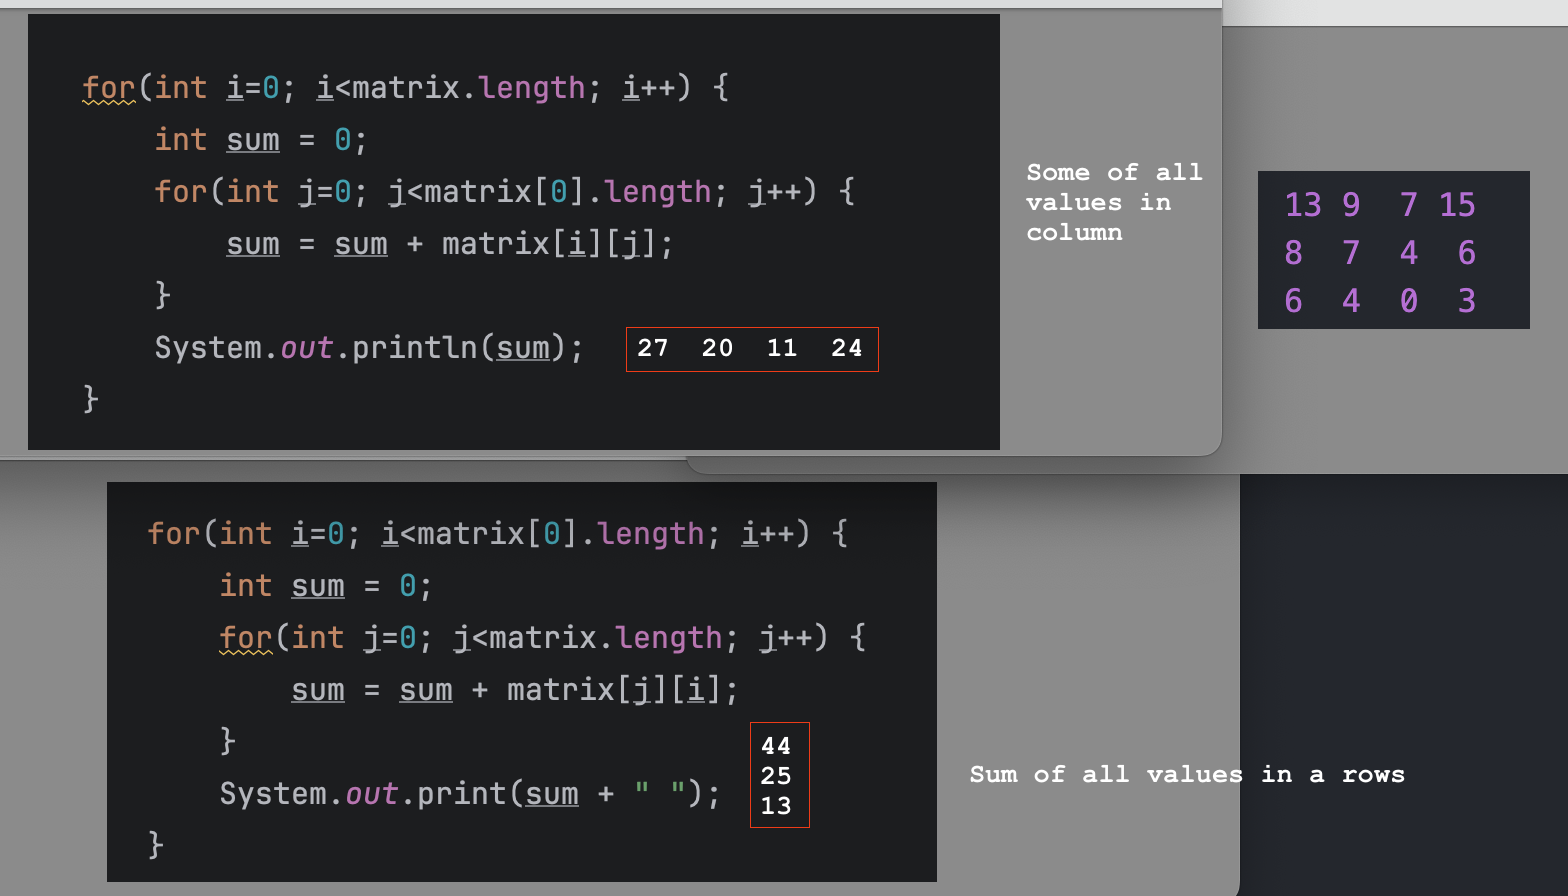 for(int i=0; i<matrix.length; i++) {
int sum = 0;
for(int j=0; j<matrix[0].length; j++) {
sum = sum + matrix[i][j];
}
System.out.println(sum);
27 20 11 24
}
Some of all
values in
column
13 9 7 15
8 7 4 6
6 4 0 3
for(int i=0; i<matrix[0].length; i++) {
int sum = 0;
for(int j=0; j<matrix.length; j++) {
sum = sum + matrix[j][i];
}
System.out.print(sum + " ");
}
44
25
13
Sum of all values in a rows